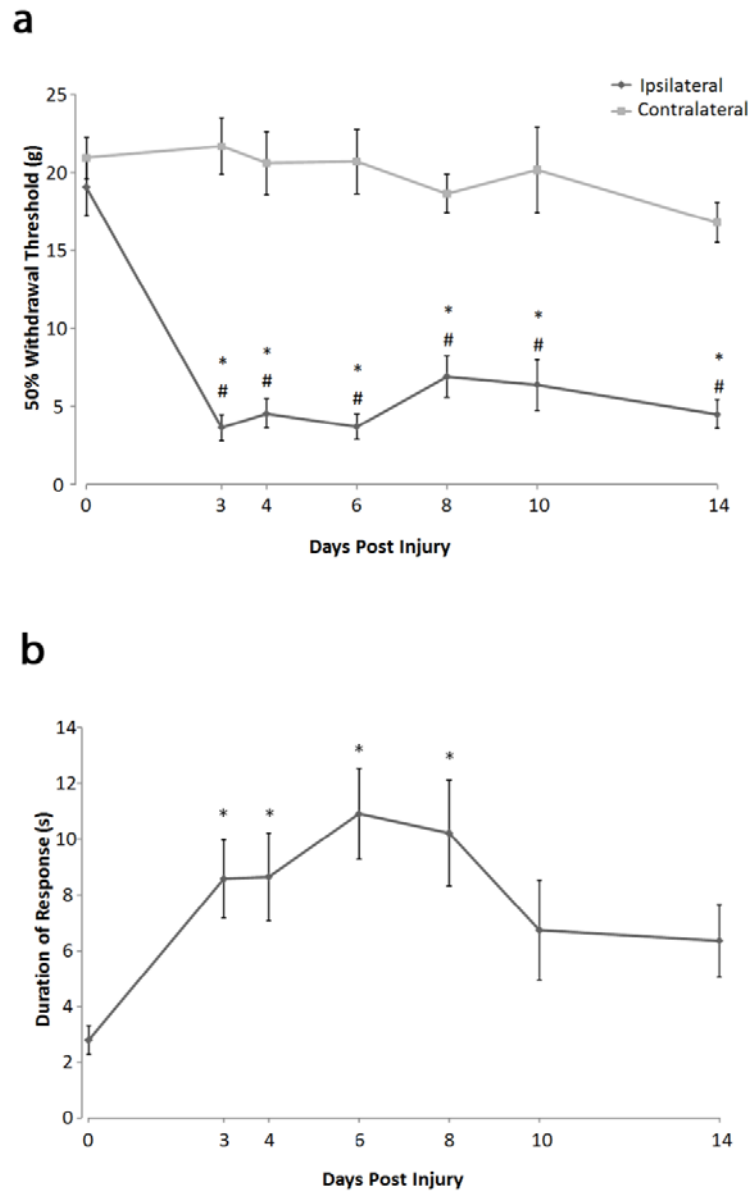 a
Ipsilateral
Contralateral
25
20
15
10
5
0
50% Withdrawal Threshold (g)
* * * * * *
# # # # # #
0 3 4 6 8 10 14
Days Post Injury
b
14
12
10
8
6
4
2
0
Duration of Response (s)
* * * *
0 3 4 6 8 10 14
Days Post Injury